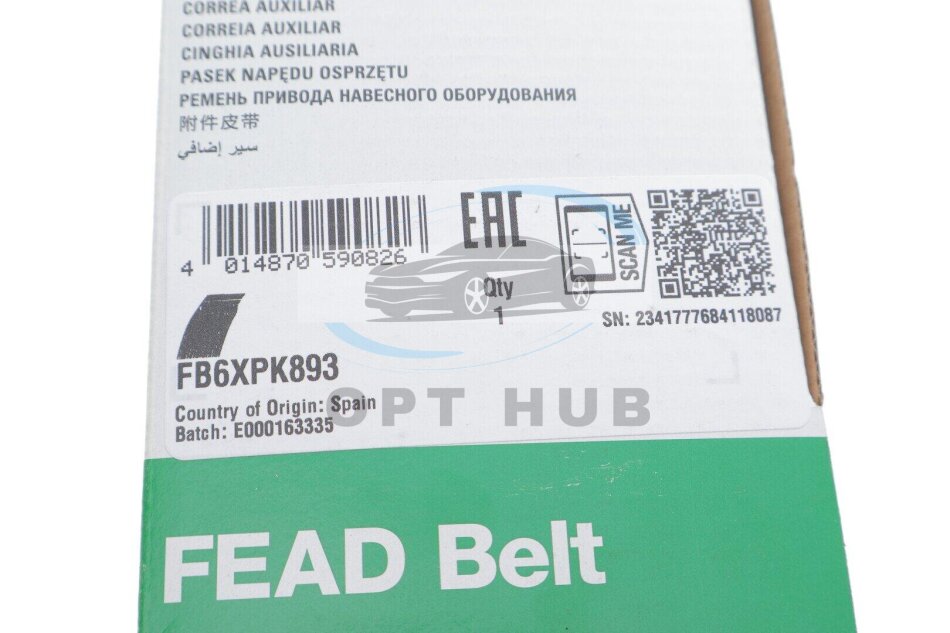 CORREA AUXILIAR
CORREIA AUXILIAR
CINGHIA AUSILIARIA
PASEK NAPĘDU OSPRZĘTU
РЕМЕНЬ ПРИВОДА НАВЕСНОГО ОБОРУДОВАНИЯ
附件皮带
سير إضافي
4 014870 590826
EAC
SCAN ME
Qty
1
SN: 2341777684118087
FB6XPK893
Country of Origin: Spain
Batch: E000163335
OPT HUB
FEAD Belt